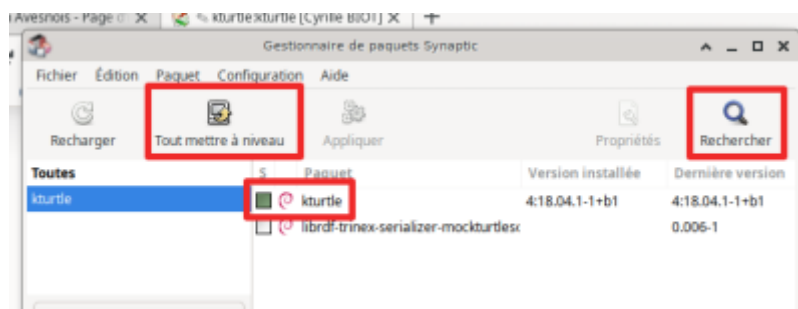 Avesnois - Page d X kturtle:xturtle [Cyrille BIOT] X +
Gestionnaire de paquets Synaptic
Fichier Édition Paquet Configuration Aide
Recharger Tout mettre à niveau Appliquer Propriétés Rechercher
Toutes S Paquet Version installée Dernière version
kturtle kturtle 4:18.04.1-1+b1 4:18.04.1-1+b1
librdf-trinex-serializer-mockturtleso 0.006-1